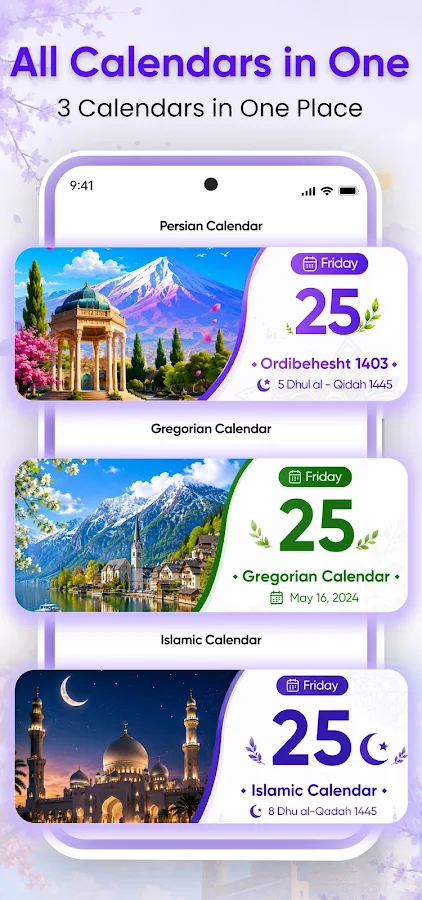 All Calendars in One
3 Calendars in One Place
9:41
Persian Calendar
Friday
25
Ordibehesht 1403
5 Dhul al - Qidah 1445
Gregorian Calendar
Friday
25
Gregorian Calendar
May 16, 2024
Islamic Calendar
Friday
25
Islamic Calendar
8 Dhu al-Qadah 1445